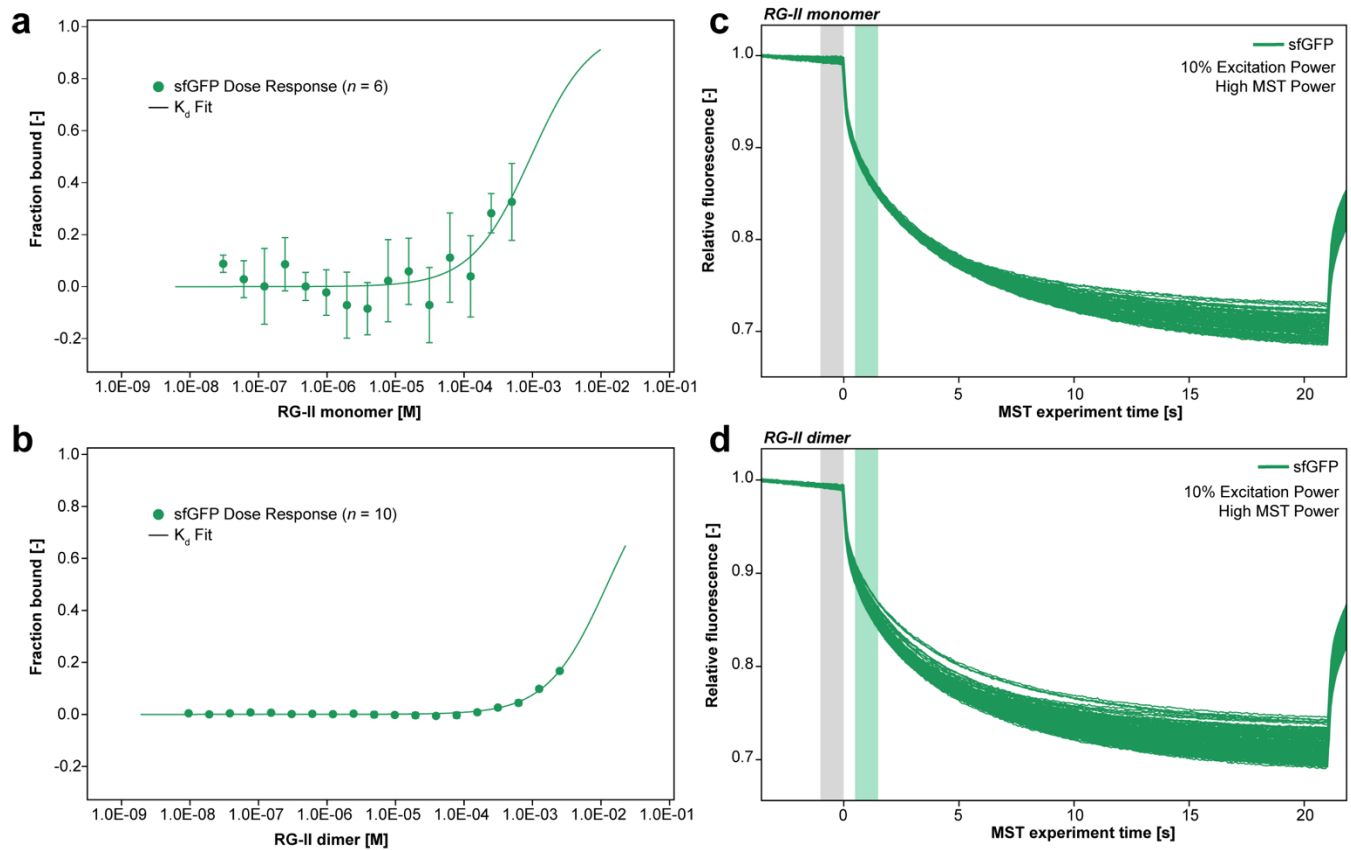 a
Fraction bound [-]
1.0
0.8
0.6
0.4
0.2
0.0
-0.2
sfGFP Dose Response (n = 6)
Kd Fit
1.0E-09 1.0E-08 1.0E-07 1.0E-06 1.0E-05 1.0E-04 1.0E-03 1.0E-02 1.0E-01
RG-II monomer [M]
b
Fraction bound [-]
1.0
0.8
0.6
0.4
0.2
0.0
-0.2
sfGFP Dose Response (n = 10)
Kd Fit
1.0E-09 1.0E-08 1.0E-07 1.0E-06 1.0E-05 1.0E-04 1.0E-03 1.0E-02 1.0E-01
RG-II dimer [M]
c
RG-II monomer
Relative fluorescence [-]
1.0
0.9
0.8
0.7
sfGFP
10% Excitation Power
High MST Power
0 5 10 15 20
MST experiment time [s]
d
RG-II dimer
Relative fluorescence [-]
1.0
0.9
0.8
0.7
sfGFP
10% Excitation Power
High MST Power
0 5 10 15 20
MST experiment time [s]